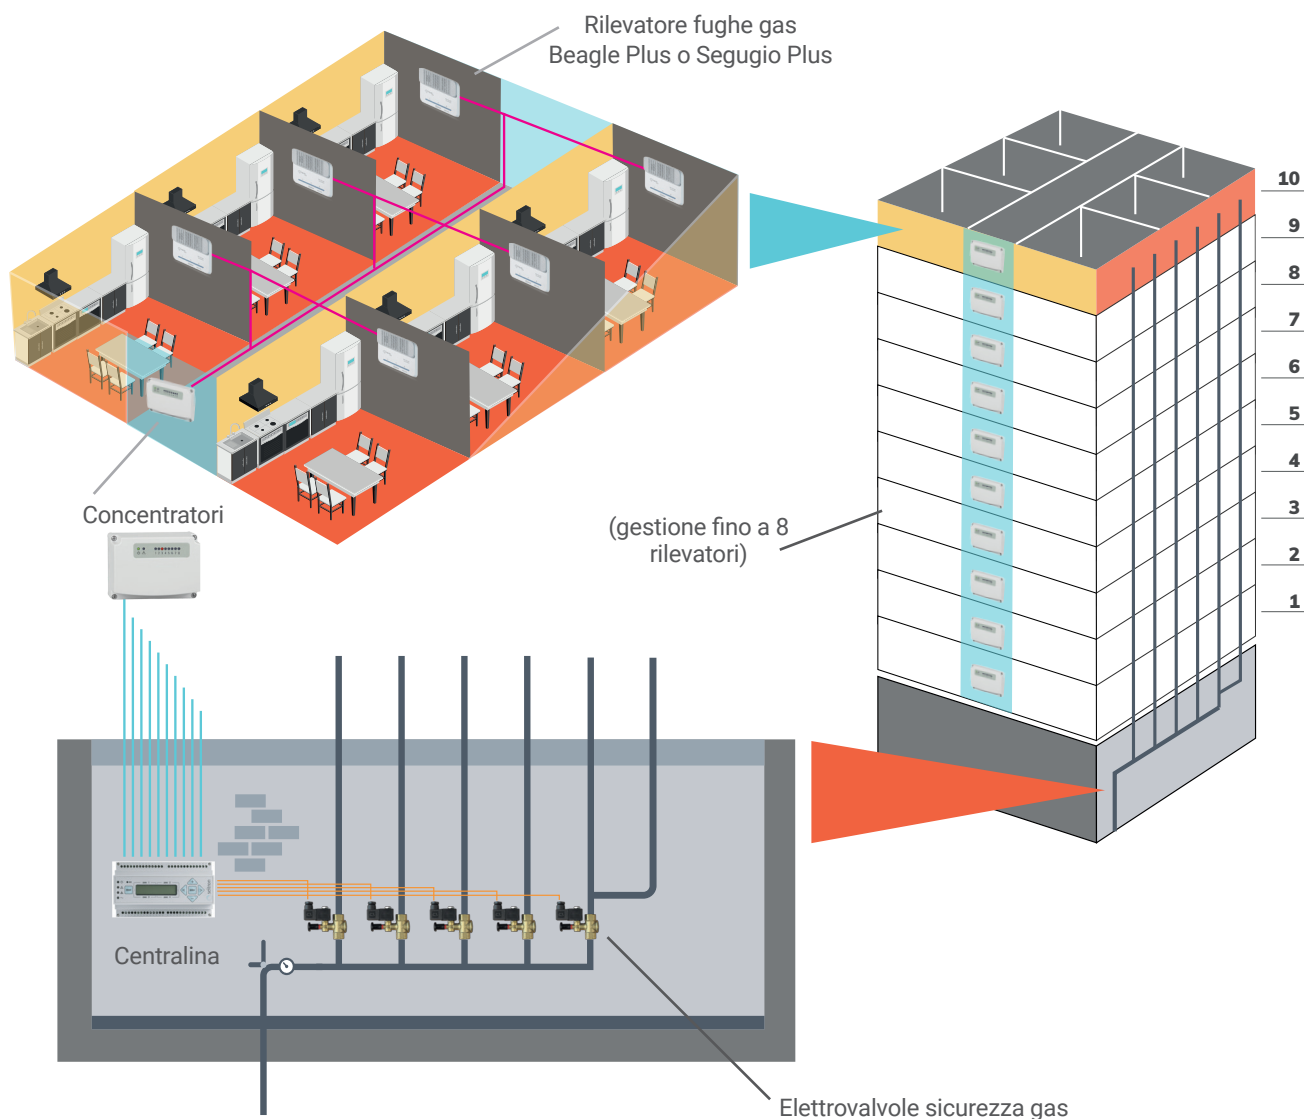 Rilevatore fughe gas
Beagle Plus o Segugio Plus
10
9
8
7
6
5
4
3
2
1
Concentratori
(gestione fino a 8
rilevatori)
Centralina
Elettrovalvole sicurezza gas